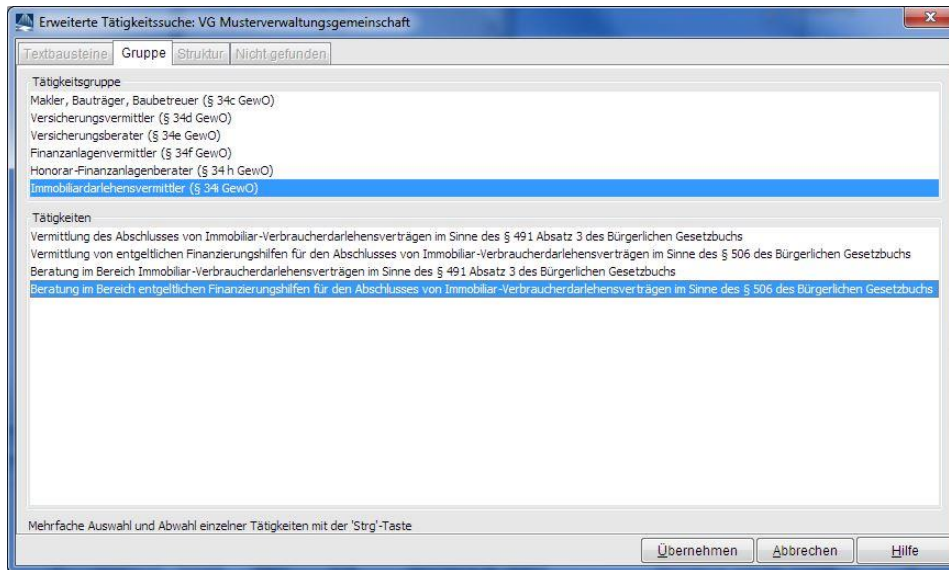 Erweiterte Tätigkeitssuche: VG Musterverwaltungsgemeinschaft
Textbausteine Gruppe Struktur Nicht gefunden
Tätigkeitsgruppe
Makler, Bauträger, Baubetreuer (§ 34c GewO)
Versicherungsvermittler (§ 34d GewO)
Versicherungsberater (§ 34e GewO)
Finanzanlagenvermittler (§ 34f GewO)
Honorar-Finanzanlagenberater (§ 34 h GewO)
Immobiliardarlehensvermittler (§ 34i GewO)
Tätigkeiten
Vermittlung des Abschlusses von Immobiliar-Verbraucherdarlehensverträgen im Sinne des § 491 Absatz 3 des Bürgerlichen Gesetzbuchs
Vermittlung von entgeltlichen Finanzierungshilfen für den Abschlusses von Immobiliar-Verbraucherdarlehensverträgen im Sinne des § 506 des Bürgerlichen Gesetzbuchs
Beratung im Bereich Immobiliar-Verbraucherdarlehensverträgen im Sinne des § 491 Absatz 3 des Bürgerlichen Gesetzbuchs
Beratung im Bereich entgeltlichen Finanzierungshilfen für den Abschlusses von Immobiliar-Verbraucherdarlehensverträgen im Sinne des § 506 des Bürgerlichen Gesetzbuchs
Mehrfache Auswahl und Abwahl einzelner Tätigkeiten mit der 'Strg'-Taste
Übernehmen Abbrechen Hilfe